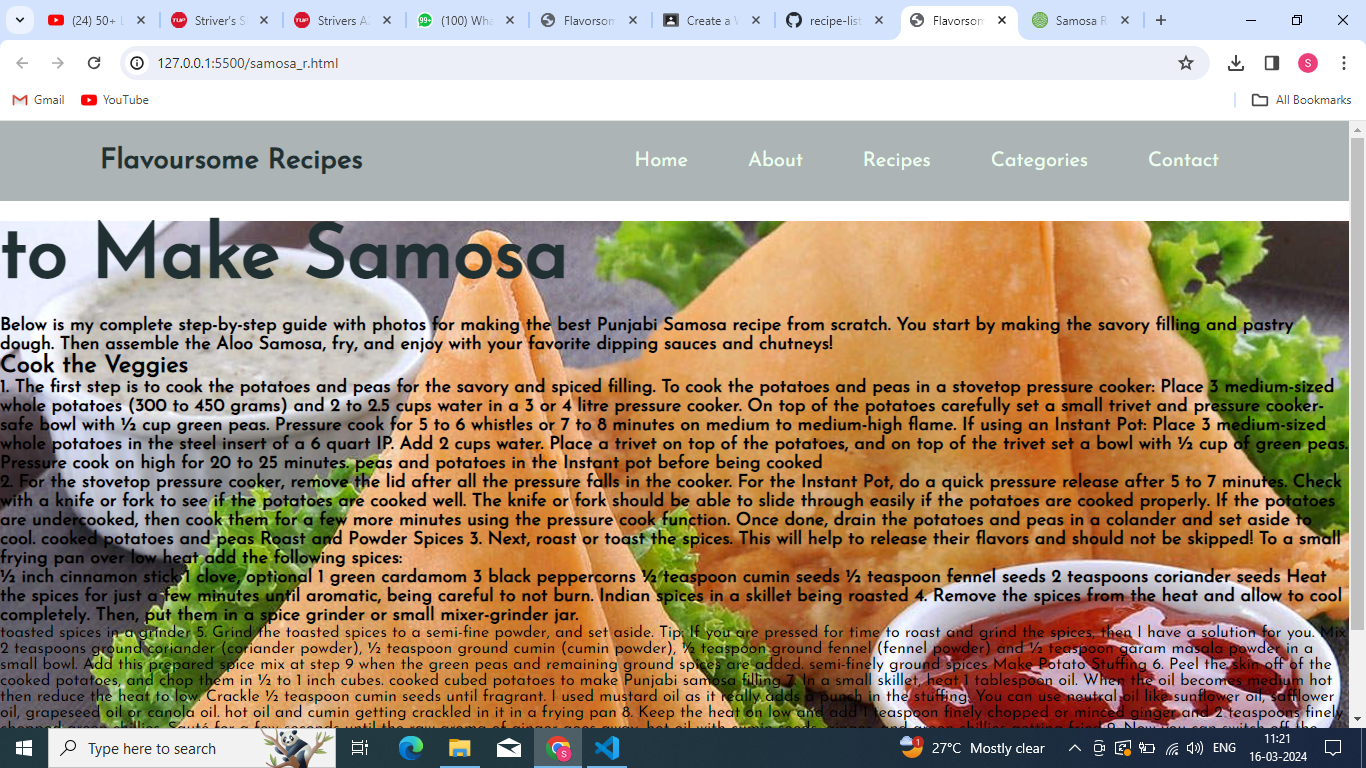 (24) 50+ L
Striver's S
Strivers A
(100) Wha
Flavorsom
Create a W
recipe-list
Flavorsom
Samosa R
127.0.0.1:5500/samosa_r.html
S
Gmail
YouTube
All Bookmarks
Flavoursome Recipes
Home
About
Recipes
Categories
Contact
to Make Samosa
Below is my complete step-by-step guide with photos for making the best Punjabi Samosa recipe from scratch. You start by making the savory filling and pastry
dough. Then assemble the Aloo Samosa, fry, and enjoy with your favorite dipping sauces and chutneys!
Cook the Veggies
1. The first step is to cook the potatoes and peas for the savory and spiced filling. To cook the potatoes and peas in a stovetop pressure cooker: Place 3 medium-sized
whole potatoes (300 to 450 grams) and 2 to 2.5 cups water in a 3 or 4 litre pressure cooker. On top of the potatoes carefully set a small trivet and pressure cooker-
safe bowl with ½ cup green peas. Pressure cook for 5 to 6 whistles or 7 to 8 minutes on medium to medium-high flame. If using an Instant Pot: Place 3 medium-sized
whole potatoes in the steel insert of a 6 quart IP. Add 2 cups water. Place a trivet on top of the potatoes, and on top of the trivet set a bowl with ½ cup of green peas.
Pressure cook on high for 20 to 25 minutes. peas and potatoes in the Instant pot before being cooked
2. For the stovetop pressure cooker, remove the lid after all the pressure falls in the cooker. For the Instant Pot, do a quick pressure release after 5 to 7 minutes. Check
with a knife or fork to see if the potatoes are cooked well. The knife or fork should be able to slide through easily if the potatoes are cooked properly. If the potatoes
are undercooked, then cook them for a few more minutes using the pressure cook function. Once done, drain the potatoes and peas in a colander and set aside to
cool. cooked potatoes and peas Roast and Powder Spices 3. Next, roast or toast the spices. This will help to release their flavors and should not be skipped! To a small
frying pan over low heat add the following spices:
½ inch cinnamon stick 1 clove, optional 1 green cardamom 3 black peppercorns ½ teaspoon cumin seeds ½ teaspoon fennel seeds 2 teaspoons coriander seeds Heat
the spices for just a few minutes until aromatic, being careful to not burn. Indian spices in a skillet being roasted 4. Remove the spices from the heat and allow to cool
completely. Then, put them in a spice grinder or small mixer-grinder jar.
toasted spices in a grinder 5. Grind the toasted spices to a semi-fine powder, and set aside. Tip: If you are pressed for time to roast and grind the spices, then I have a solution for you. Mix
2 teaspoons ground coriander (coriander powder), ½ teaspoon ground cumin (cumin powder), ½ teaspoon ground fennel (fennel powder) and ½ teaspoon garam masala powder in a
small bowl. Add this prepared spice mix at step 9 when the green peas and remaining ground spices are added. semi-finely ground spices Make Potato Stuffing 6. Peel the skin off of the
cooked potatoes, and chop them in ½ to 1 inch cubes. cooked cubed potatoes to make Punjabi samosa filling 7. In a small skillet, heat 1 tablespoon oil. When the oil becomes medium hot
then reduce the heat to low. Crackle ½ teaspoon cumin seeds until fragrant. I used mustard oil as it really adds a punch in the stuffing. You can use neutral oil like sunflower oil, safflower
oil, grapeseed oil or canola oil. hot oil and cumin getting crackled in it in a frying pan 8. Keep the heat on low and add 1 teaspoon finely chopped or minced ginger and 2 teaspoons finely
Type here to search
1
27°C Mostly clear
ENG
11:21
16-03-2024